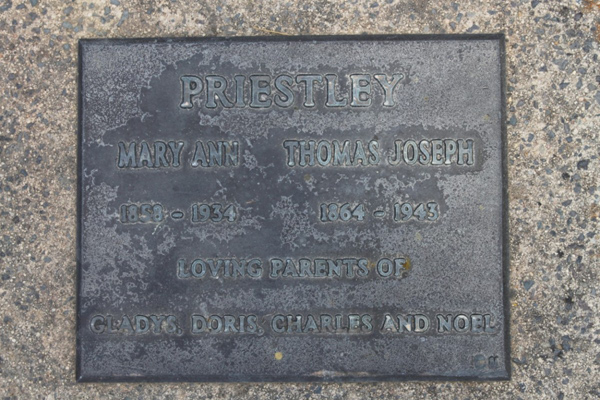 PRIESTLEY
MARY ANN THOMAS JOSEPH
- 1934 1864 - 1943
LOVING PARENTS OF
GLADYS, DORIS, CHARLES AND NOEL